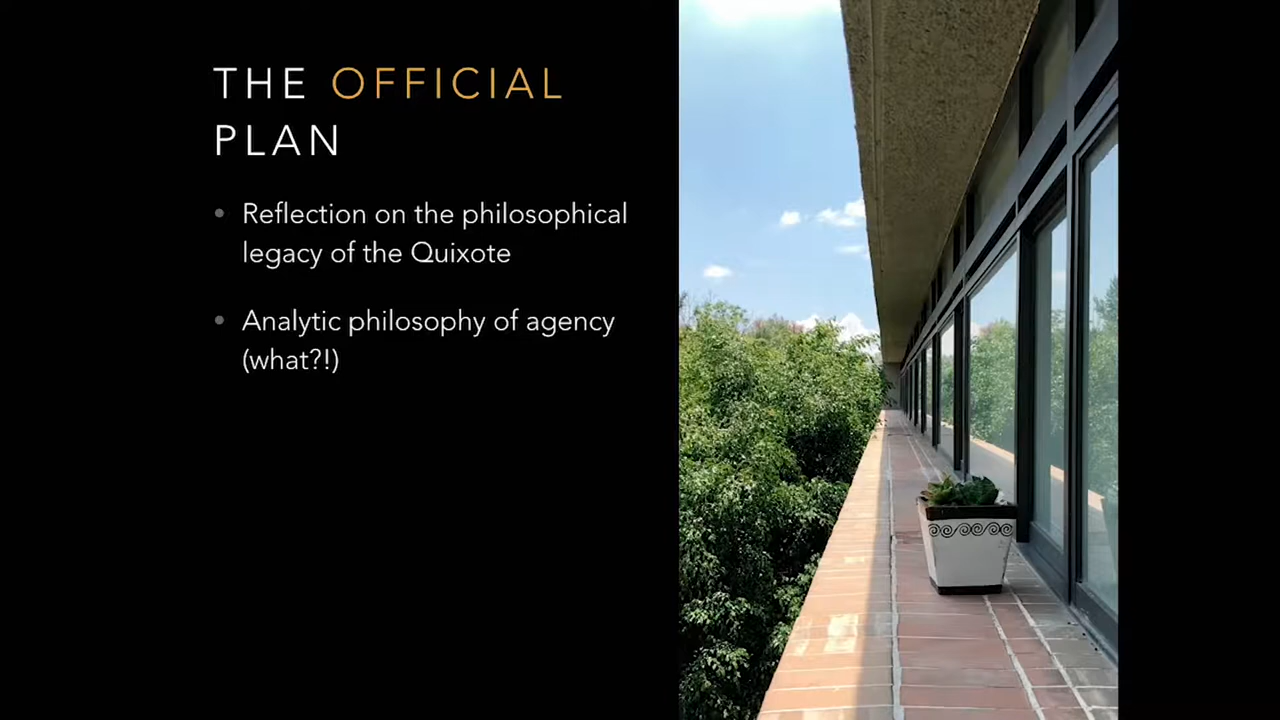 THE OFFICIAL
PLAN
• Reflection on the philosophical
legacy of the Quixote
• Analytic philosophy of agency
(what?!)